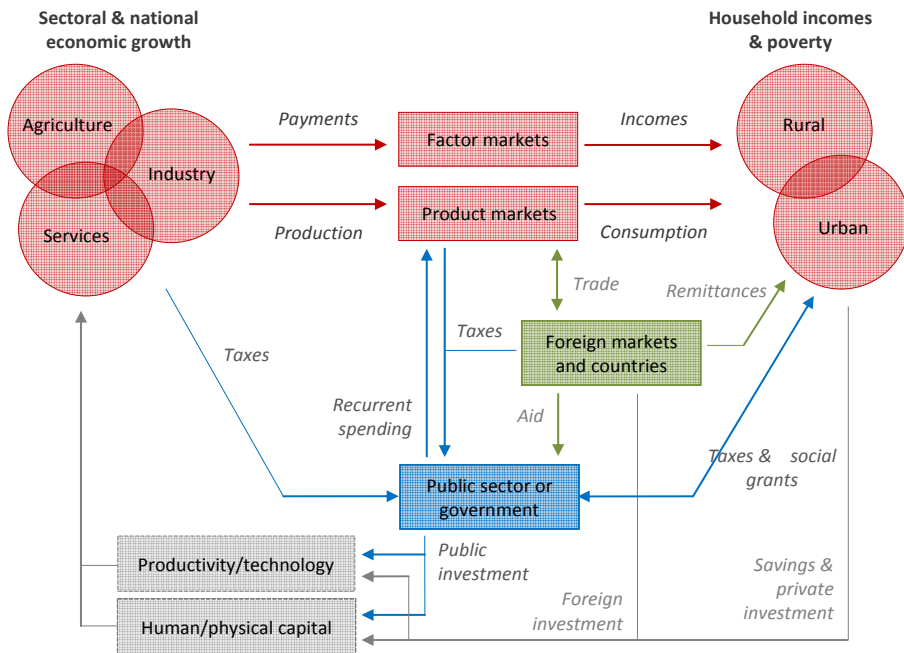 Sectoral & national
economic growth
Household incomes
& poverty
Agriculture
Industry
Services
Payments
Factor markets
Incomes
Rural
Production
Product markets
Consumption
Urban
Trade
Remittances
Taxes
Taxes
Foreign markets
and countries
Recurrent
spending
Aid
Taxes & social
grants
Public sector or
government
Productivity/technology
Public
investment
Human/physical capital
Foreign
investment
Savings &
private
investment